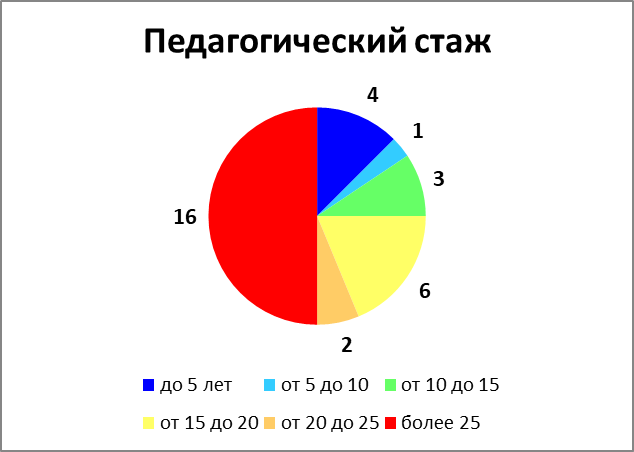 Педагогический стаж
4
1
3
16
6
2
до 5 лет от 5 до 10 от 10 до 15
от 15 до 20 от 20 до 25 более 25